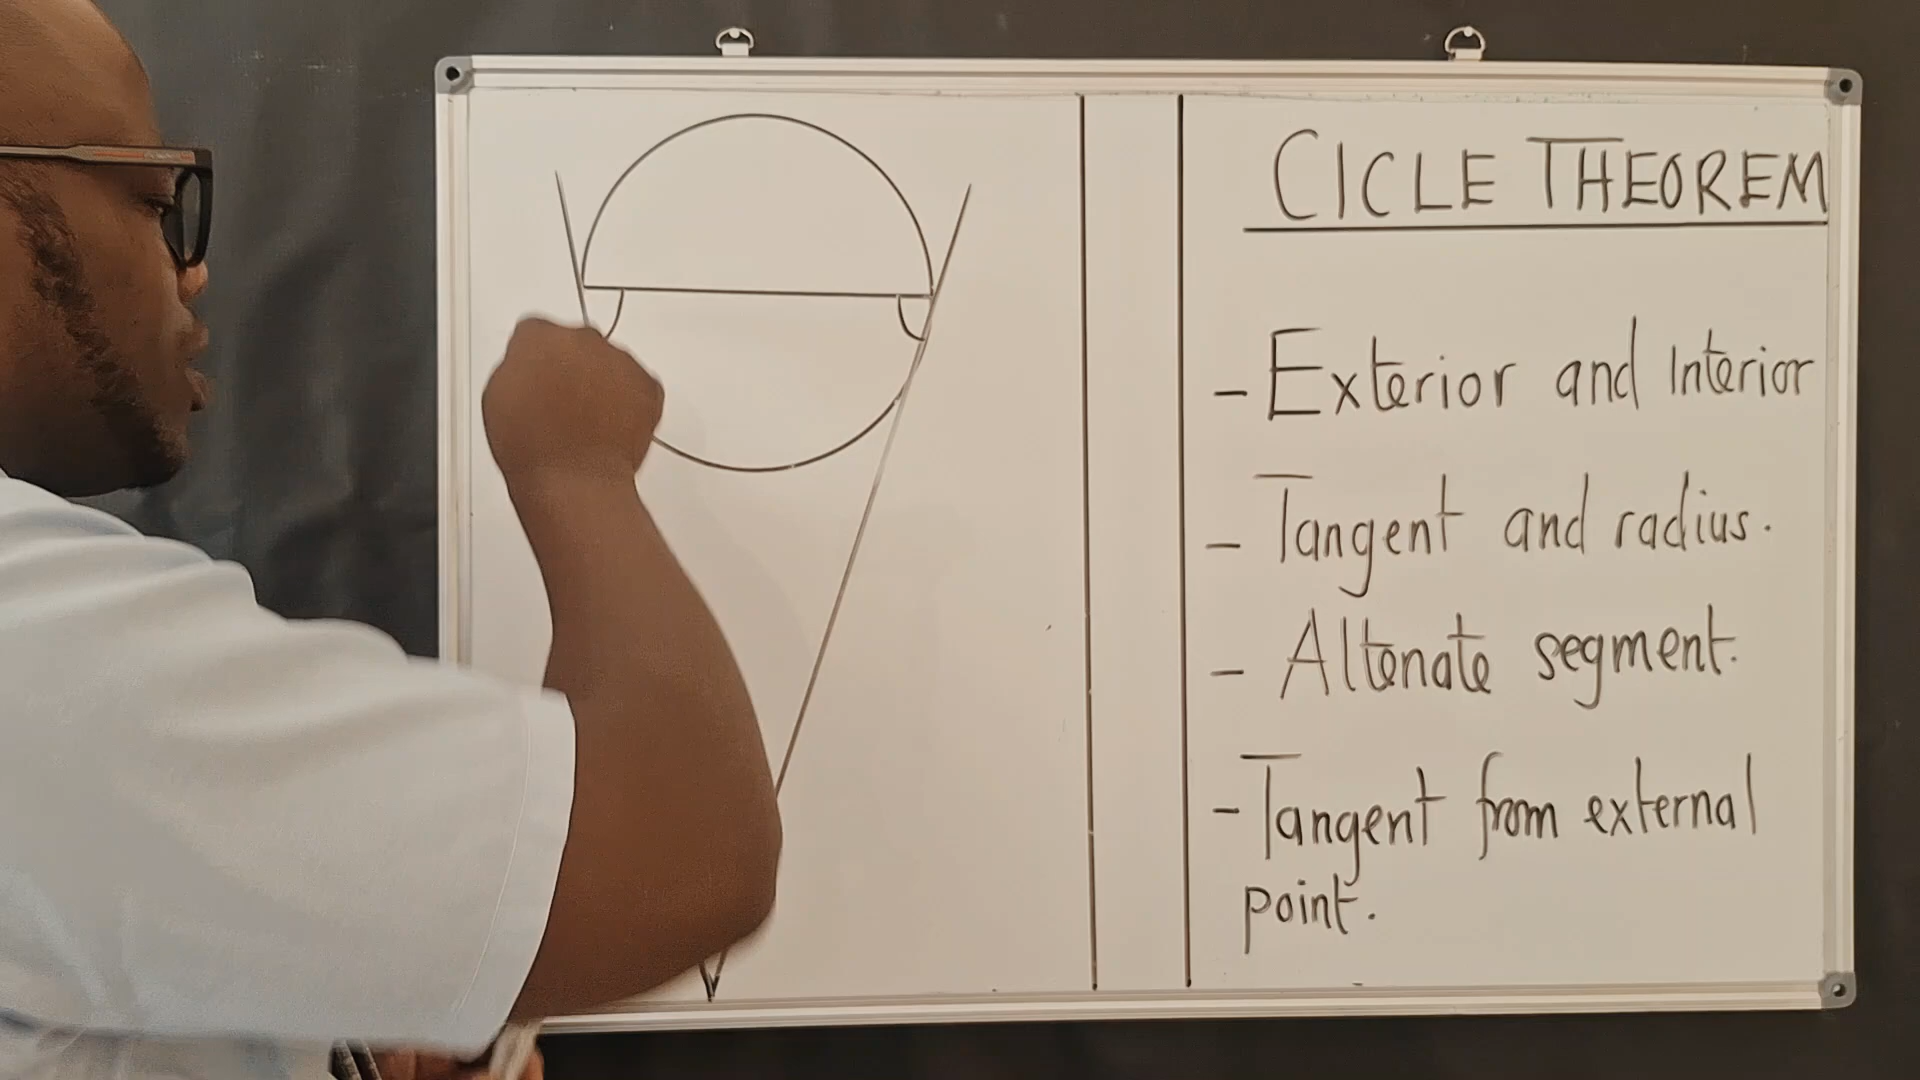 CICLE THEOREM
- Exterior and Interior
- Tangent and radius.
- Altenate segment.
- Tangent from external
point.